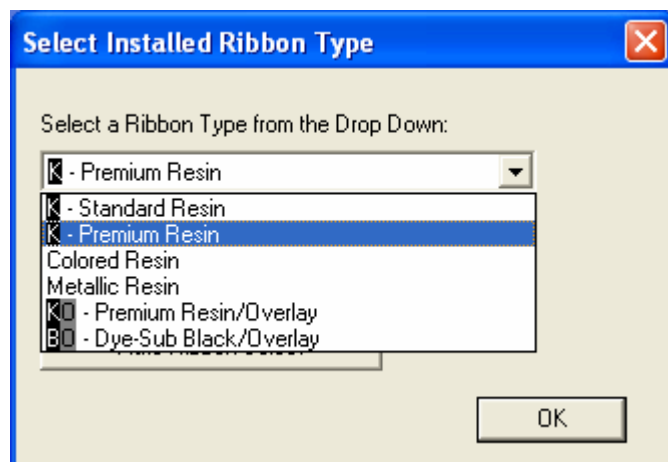 Select Installed Ribbon Type
Select a Ribbon Type from the Drop Down:
K - Premium Resin
K - Standard Resin
K - Premium Resin
Colored Resin
Metallic Resin
KO - Premium Resin/Overlay
BO - Dye-Sub Black/Overlay
OK